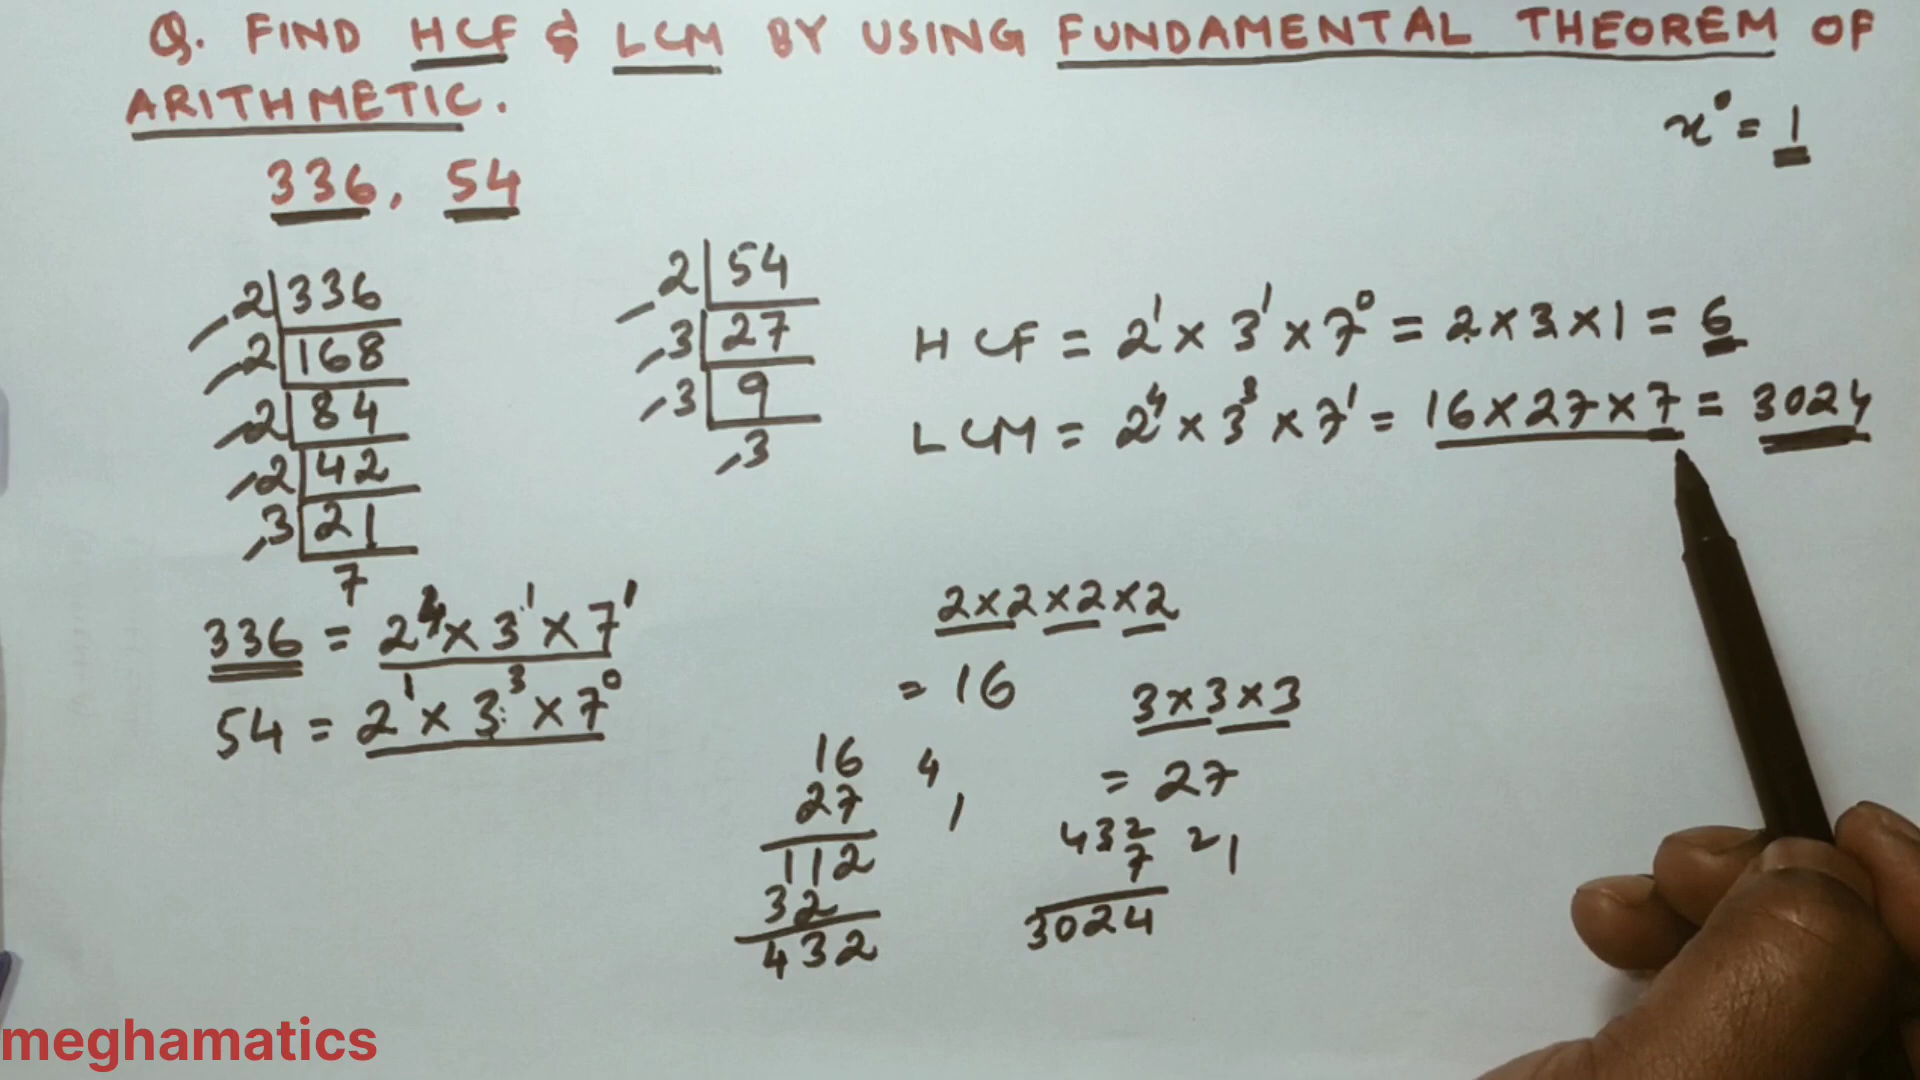 Q. FIND HCF & LCM BY USING FUNDAMENTAL THEOREM OF
ARITHMETIC.
x⁰ = 1
336, 54
2 | 336
2 | 168
2 | 84
2 | 42
3 | 21
7
2 | 54
3 | 27
3 | 9
3
HCF = 2¹ × 3¹ × 7⁰ = 2 × 3 × 1 = 6
LCM = 2⁴ × 3³ × 7¹ = 16 × 27 × 7 = 3024
336 = 2⁴ × 3¹ × 7¹
54 = 2¹ × 3³ × 7⁰
2×2×2×2
= 16
3×3×3
= 27
16 4
27 1
112
32
432
432 21
7
3024
meghamatics